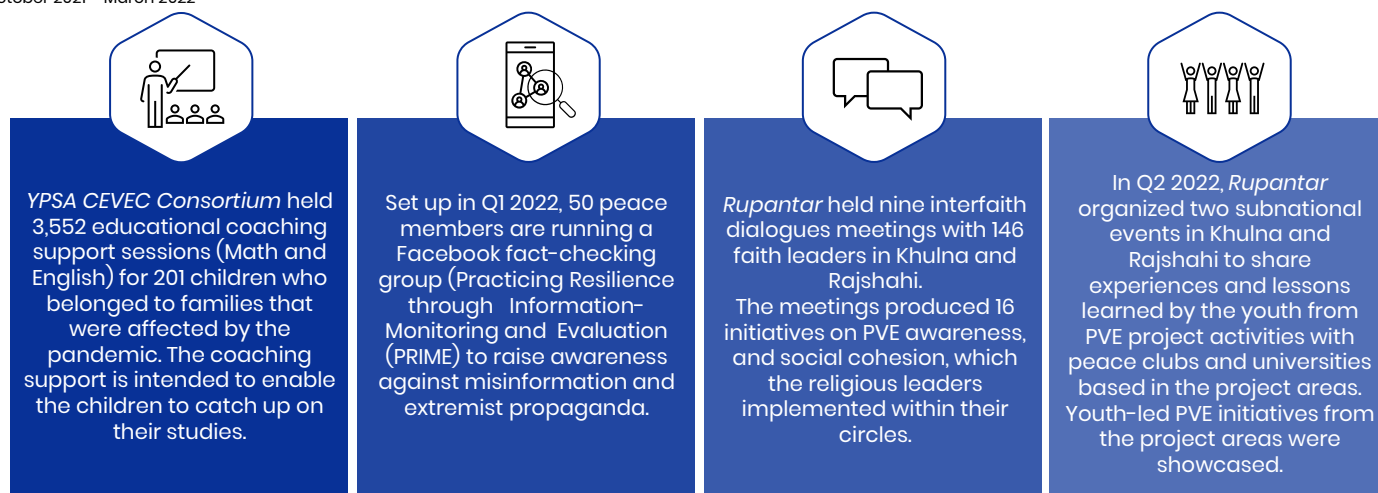 2021 - March 2022
YPSA CEVEC Consortium held
3,552 educational coaching
support sessions (Math and
English) for 201 children who
belonged to families that
were affected by the
pandemic. The coaching
support is intended to enable
the children to catch up on
their studies.
Set up in Q1 2022, 50 peace
members are running a
Facebook fact-checking
group (Practicing Resilience
through Information-
Monitoring and Evaluation
(PRIME) to raise awareness
against misinformation and
extremist propaganda.
Rupantar held nine interfaith
dialogues meetings with 146
faith leaders in Khulna and
Rajshahi.
The meetings produced 16
initiatives on PVE awareness,
and social cohesion, which
the religious leaders
implemented within their
circles.
In Q2 2022, Rupantar
organized two subnational
events in Khulna and
Rajshahi to share
experiences and lessons
learned by the youth from
PVE project activities with
peace clubs and universities
based in the project areas.
Youth-led PVE initiatives from
the project areas were
showcased.